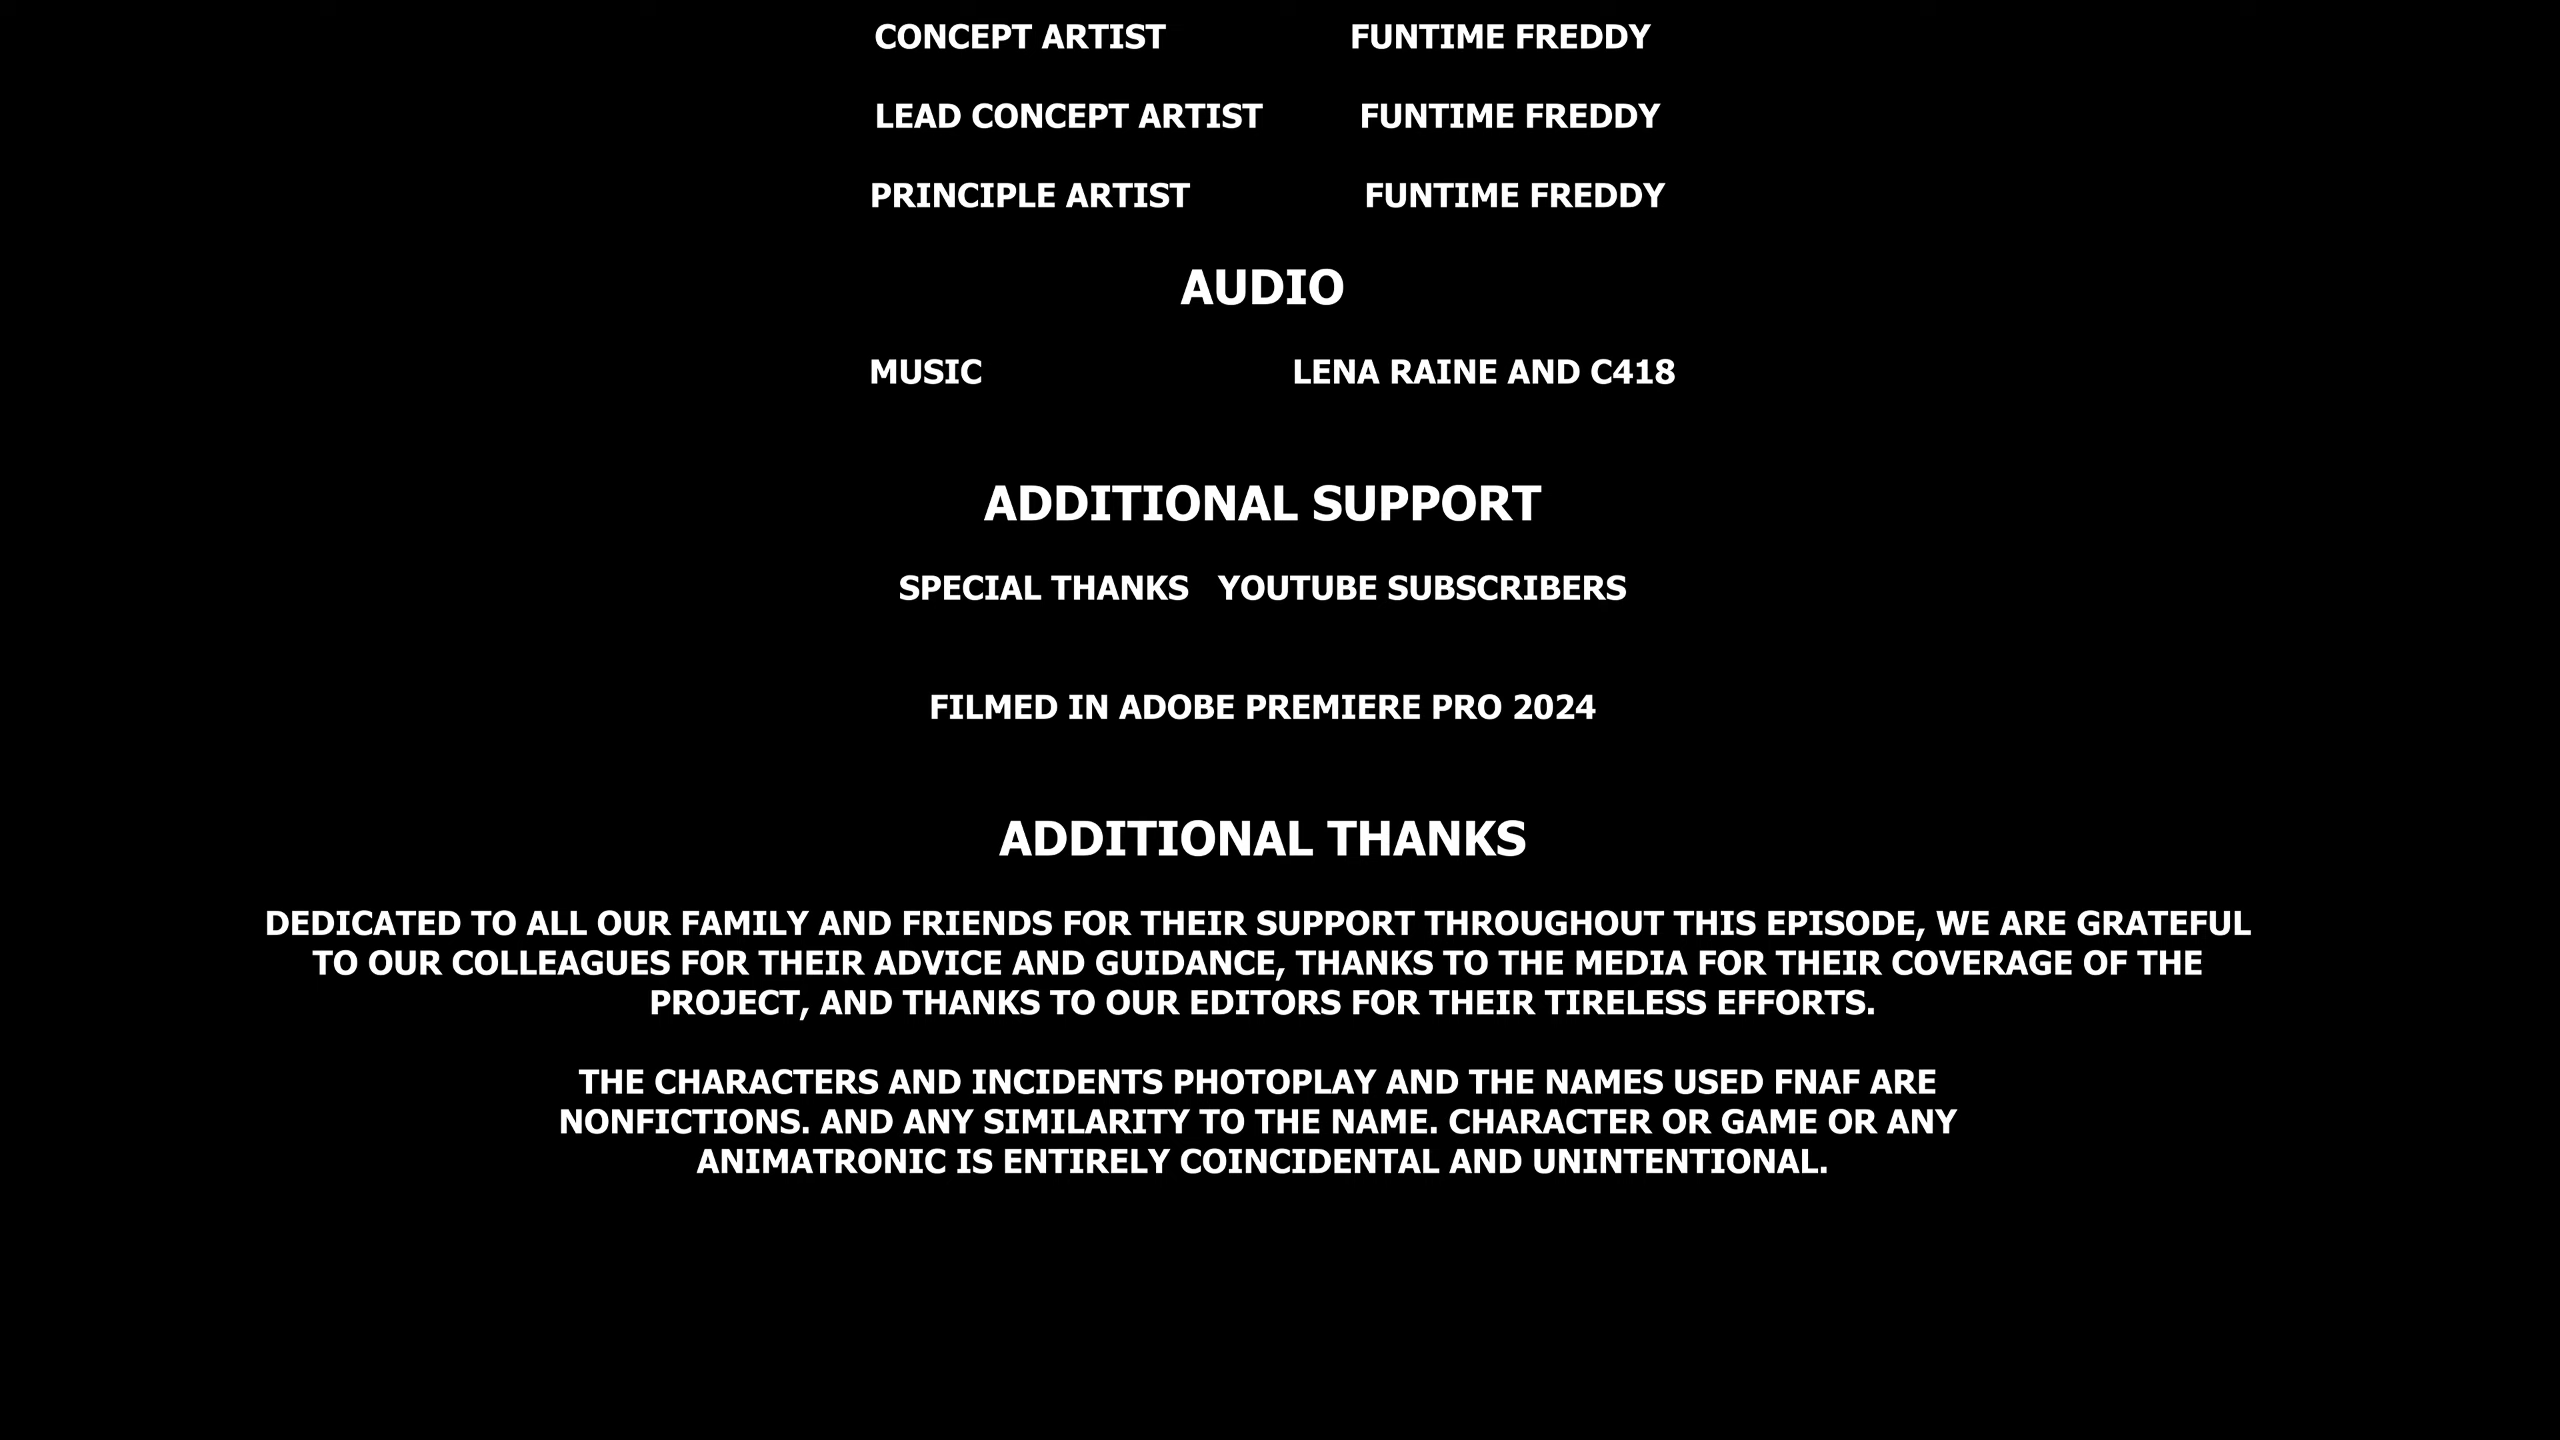 CONCEPT ARTIST FUNTIME FREDDY
LEAD CONCEPT ARTIST FUNTIME FREDDY
PRINCIPLE ARTIST FUNTIME FREDDY
AUDIO
MUSIC LENA RAINE AND C418
ADDITIONAL SUPPORT
SPECIAL THANKS YOUTUBE SUBSCRIBERS
FILMED IN ADOBE PREMIERE PRO 2024
ADDITIONAL THANKS
DEDICATED TO ALL OUR FAMILY AND FRIENDS FOR THEIR SUPPORT THROUGHOUT THIS EPISODE, WE ARE GRATEFUL
TO OUR COLLEAGUES FOR THEIR ADVICE AND GUIDANCE, THANKS TO THE MEDIA FOR THEIR COVERAGE OF THE
PROJECT, AND THANKS TO OUR EDITORS FOR THEIR TIRELESS EFFORTS.
THE CHARACTERS AND INCIDENTS PHOTOPLAY AND THE NAMES USED FNAF ARE
NONFICTIONS. AND ANY SIMILARITY TO THE NAME. CHARACTER OR GAME OR ANY
ANIMATRONIC IS ENTIRELY COINCIDENTAL AND UNINTENTIONAL.